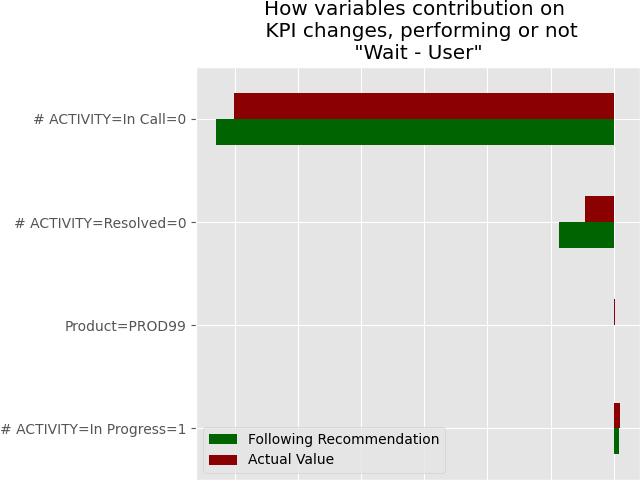 How variables contribution on
KPI changes, performing or not
"Wait - User"
# ACTIVITY=In Call=0
# ACTIVITY=Resolved=0
Product=PROD99
# ACTIVITY=In Progress=1
Following Recommendation
Actual Value